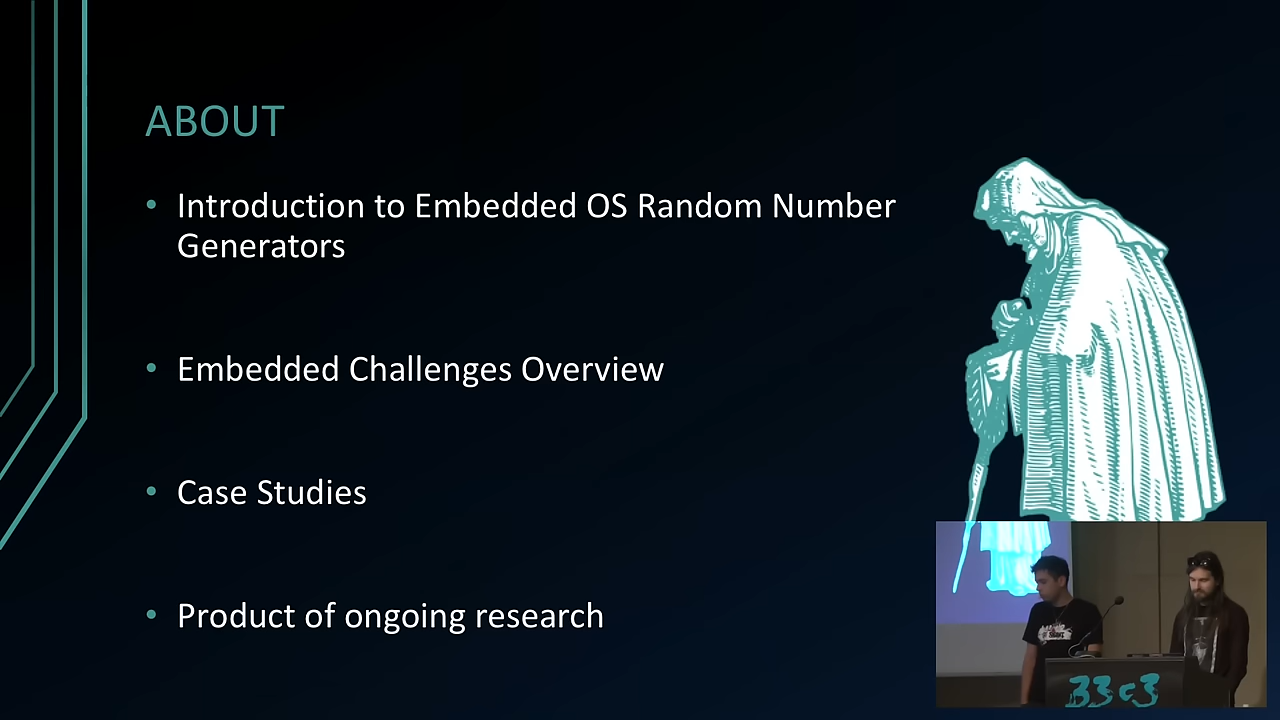 ABOUT
• Introduction to Embedded OS Random Number
Generators
• Embedded Challenges Overview
• Case Studies
• Product of ongoing research
33c3